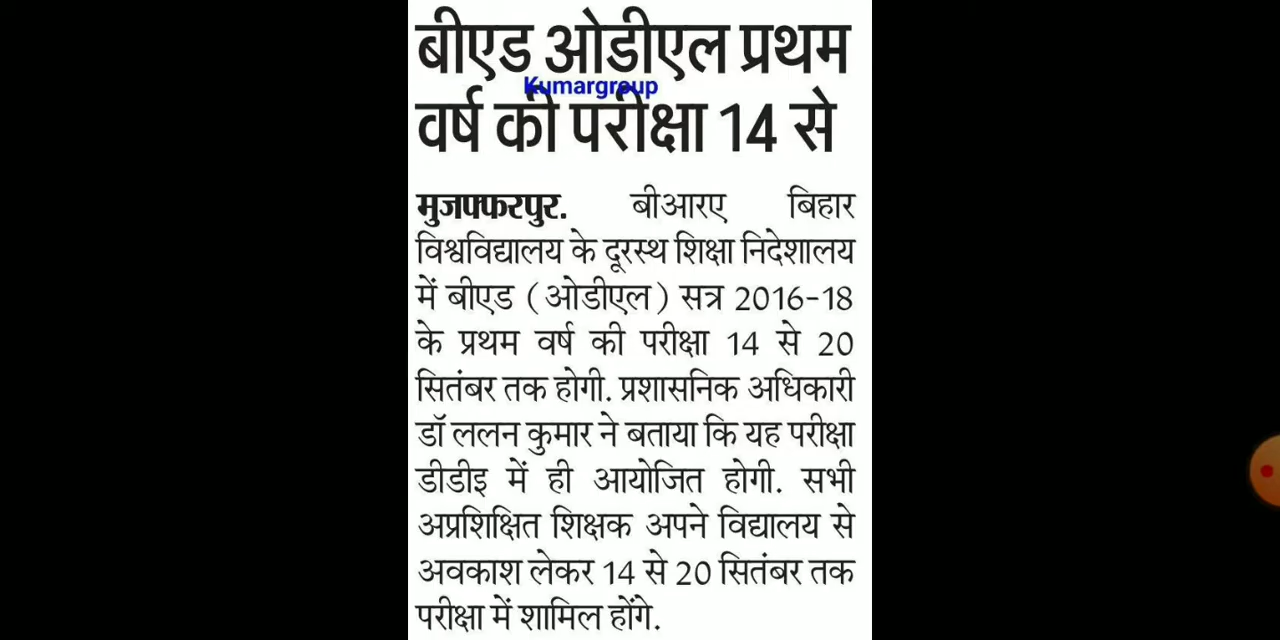 बीएड ओडीएल प्रथम
Kumargroup
वर्ष की परीक्षा 14 से
मुजफ्फरपुर. बीआरए बिहार
विश्वविद्यालय के दूरस्थ शिक्षा निदेशालय
में बीएड (ओडीएल) सत्र 2016-18
के प्रथम वर्ष की परीक्षा 14 से 20
सितंबर तक होगी. प्रशासनिक अधिकारी
डॉ ललन कुमार ने बताया कि यह परीक्षा
डीडीइ में ही आयोजित होगी. सभी
अप्रशिक्षित शिक्षक अपने विद्यालय से
अवकाश लेकर 14 से 20 सितंबर तक
परीक्षा में शामिल होंगे.